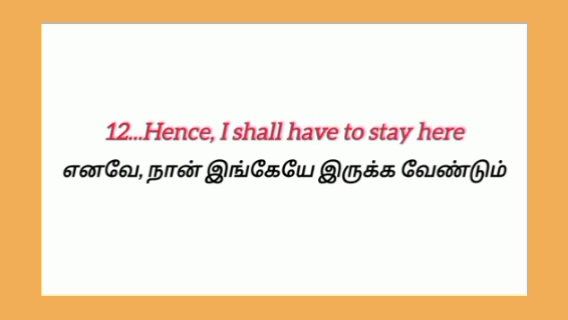 12...Hence, I shall have to stay here
எனவே, நான் இங்கேயே இருக்க வேண்டும்